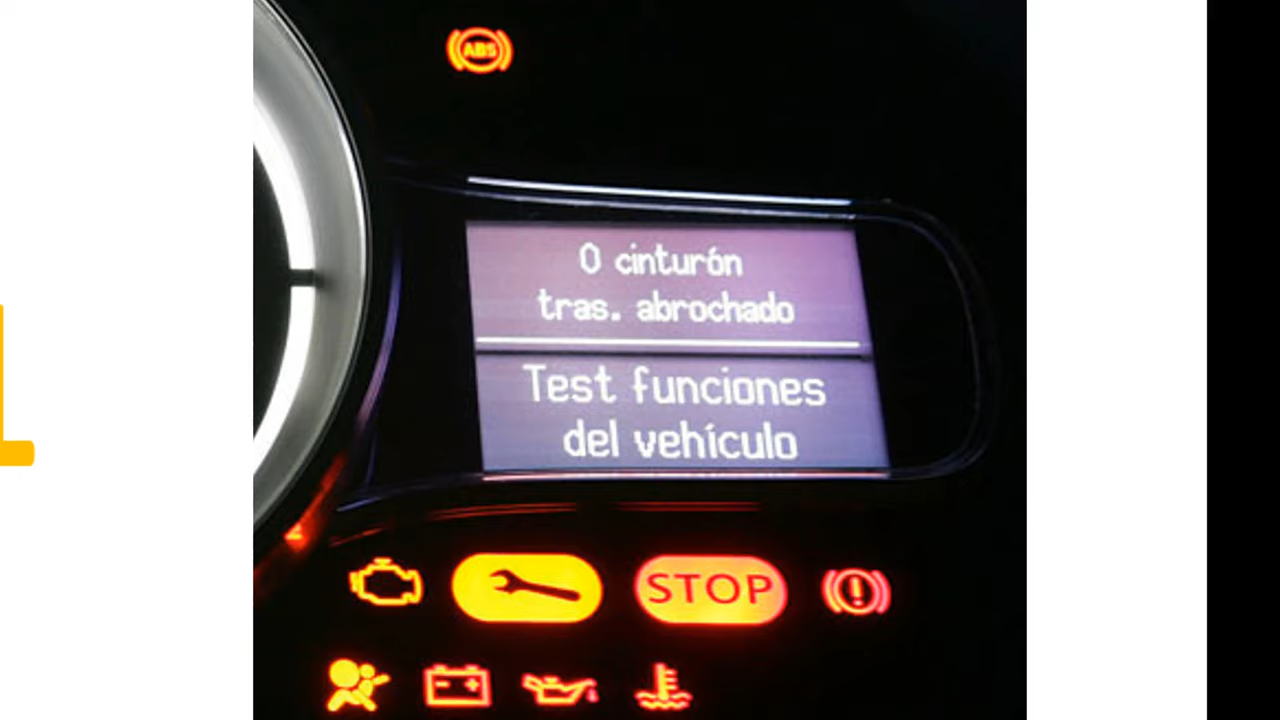 ABS
0 cinturón
tras. abrochado
Test funciones
del vehículo
STOP